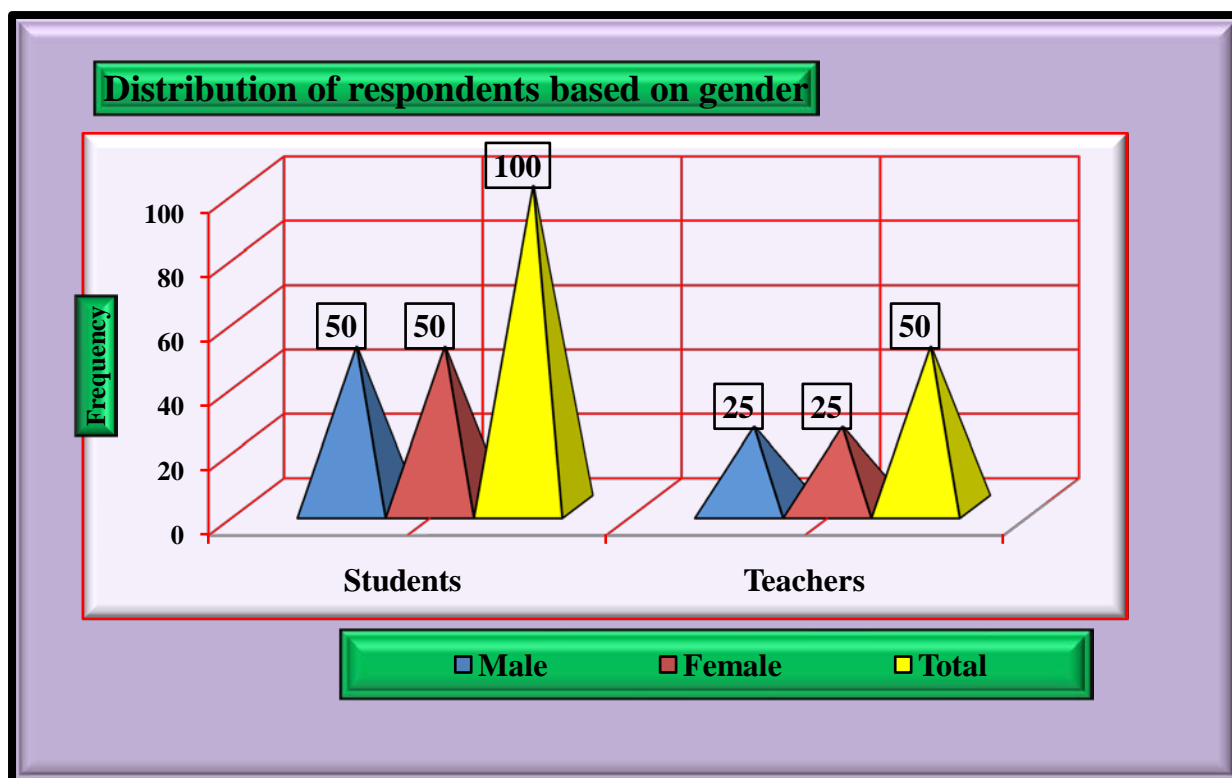 Distribution of respondents based on gender
100
100
80
60
40
20
0
Frequency
50
50
25
25
50
Students
Teachers
Male
Female
Total